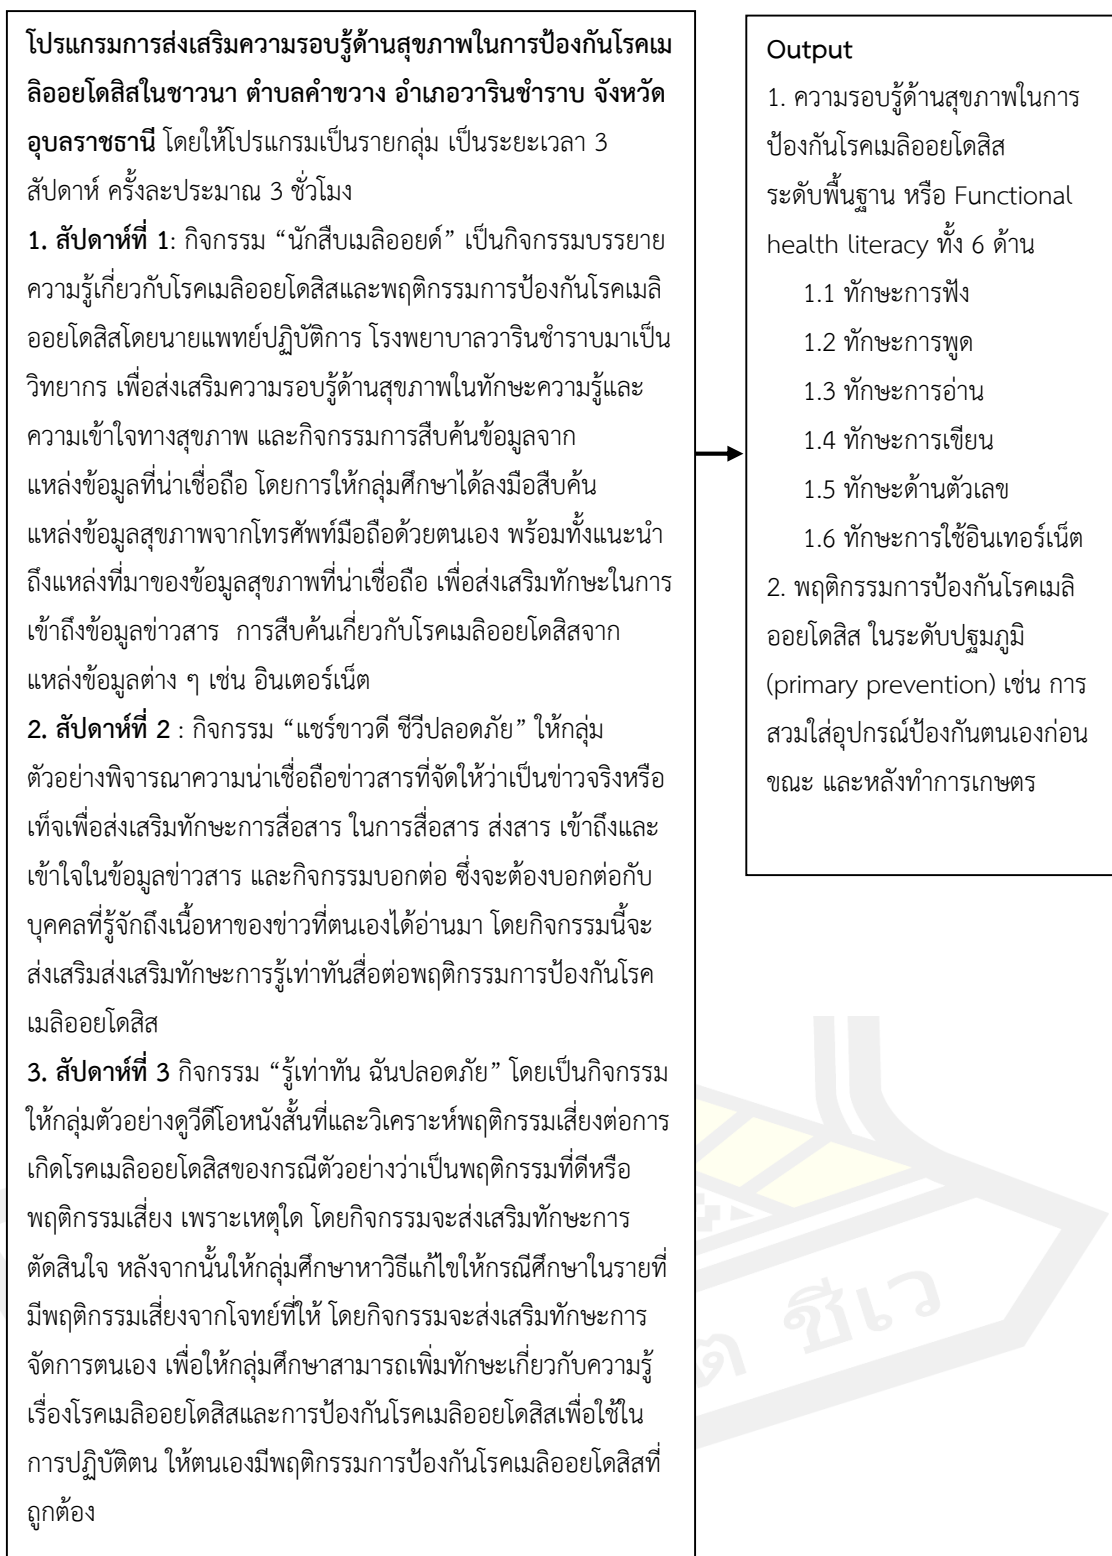 โปรแกรมการส่งเสริมความรอบรู้ด้านสุขภาพในการป้องกันโรคเม
ลิออยโดสิสในชาวนา ตำบลคำขวาง อำเภอวารินชำราบ จังหวัด
อุบลราชธานี โดยให้โปรแกรมเป็นรายกลุ่ม เป็นระยะเวลา 3
สัปดาห์ ครั้งละประมาณ 3 ชั่วโมง
1. สัปดาห์ที่ 1: กิจกรรม “นักสืบเมลิออยด์” เป็นกิจกรรมบรรยาย
ความรู้เกี่ยวกับโรคเมลิออยโดสิสและพฤติกรรมการป้องกันโรคเมลิ
ออยโดสิสโดยนายแพทย์ปฏิบัติการ โรงพยาบาลวารินชำราบมาเป็น
วิทยากร เพื่อส่งเสริมความรอบรู้ด้านสุขภาพในทักษะความรู้และ
ความเข้าใจทางสุขภาพ และกิจกรรมการสืบค้นข้อมูลจาก
แหล่งข้อมูลที่น่าเชื่อถือ โดยการให้กลุ่มศึกษาได้ลงมือสืบค้น
แหล่งข้อมูลสุขภาพจากโทรศัพท์มือถือด้วยตนเอง พร้อมทั้งแนะนำ
ถึงแหล่งที่มาของข้อมูลสุขภาพที่น่าเชื่อถือ เพื่อส่งเสริมทักษะในการ
เข้าถึงข้อมูลข่าวสาร การสืบค้นเกี่ยวกับโรคเมลิออยโดสิสจาก
แหล่งข้อมูลต่าง ๆ เช่น อินเตอร์เน็ต
2. สัปดาห์ที่ 2 : กิจกรรม “แชร์ขาวดี ชีวีปลอดภัย” ให้กลุ่ม
ตัวอย่างพิจารณาความน่าเชื่อถือข่าวสารที่จัดให้ว่าเป็นข่าวจริงหรือ
เท็จเพื่อส่งเสริมทักษะการสื่อสาร ในการสื่อสาร ส่งสาร เข้าถึงและ
เข้าใจในข้อมูลข่าวสาร และกิจกรรมบอกต่อ ซึ่งจะต้องบอกต่อกับ
บุคคลที่รู้จักถึงเนื้อหาของข่าวที่ตนเองได้อ่านมา โดยกิจกรรมนี้จะ
ส่งเสริมส่งเสริมทักษะการรู้เท่าทันสื่อต่อพฤติกรรมการป้องกันโรค
เมลิออยโดสิส
3. สัปดาห์ที่ 3 กิจกรรม “รู้เท่าทัน ฉันปลอดภัย” โดยเป็นกิจกรรม
ให้กลุ่มตัวอย่างดูวีดีโอหนังสั้นที่และวิเคราะห์พฤติกรรมเสี่ยงต่อการ
เกิดโรคเมลิออยโดสิสของกรณีตัวอย่างว่าเป็นพฤติกรรมที่ดีหรือ
พฤติกรรมเสี่ยง เพราะเหตุใด โดยกิจกรรมจะส่งเสริมทักษะการ
ตัดสินใจ หลังจากนั้นให้กลุ่มศึกษาหาวิธีแก้ไขให้กรณีศึกษาในรายที่
มีพฤติกรรมเสี่ยงจากโจทย์ที่ให้ โดยกิจกรรมจะส่งเสริมทักษะการ
จัดการตนเอง เพื่อให้กลุ่มศึกษาสามารถเพิ่มทักษะเกี่ยวกับความรู้
เรื่องโรคเมลิออยโดสิสและการป้องกันโรคเมลิออยโดสิสเพื่อใช้ใน
การปฏิบัติตน ให้ตนเองมีพฤติกรรมการป้องกันโรคเมลิออยโดสิสที่
ถูกต้อง
Output
1. ความรอบรู้ด้านสุขภาพในการ
ป้องกันโรคเมลิออยโดสิส
ระดับพื้นฐาน หรือ Functional
health literacy ทั้ง 6 ด้าน
1.1 ทักษะการฟัง
1.2 ทักษะการพูด
1.3 ทักษะการอ่าน
1.4 ทักษะการเขียน
1.5 ทักษะด้านตัวเลข
1.6 ทักษะการใช้อินเทอร์เน็ต
2. พฤติกรรมการป้องกันโรคเมลิ
ออยโดสิส ในระดับปฐมภูมิ
(primary prevention) เช่น การ
สวมใส่อุปกรณ์ป้องกันตนเองก่อน
ขณะ และหลังทำการเกษตร
ชีเว